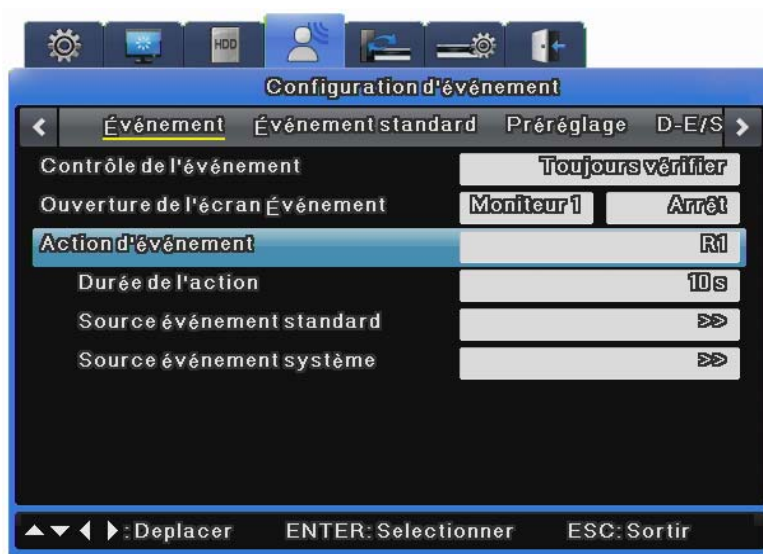 HDD
Configuration d'événement
< Événement Événement standard Préréglage D-E/S >
Contrôle de l'événement Toujours vérifier
Ouverture de l'écran Événement Moniteur 1 Arrêt
Action d'événement R1
Durée de l'action 10 s
Source événement standard >>
Source événement système >>
:Deplacer ENTER:Selectionner ESC:Sortir